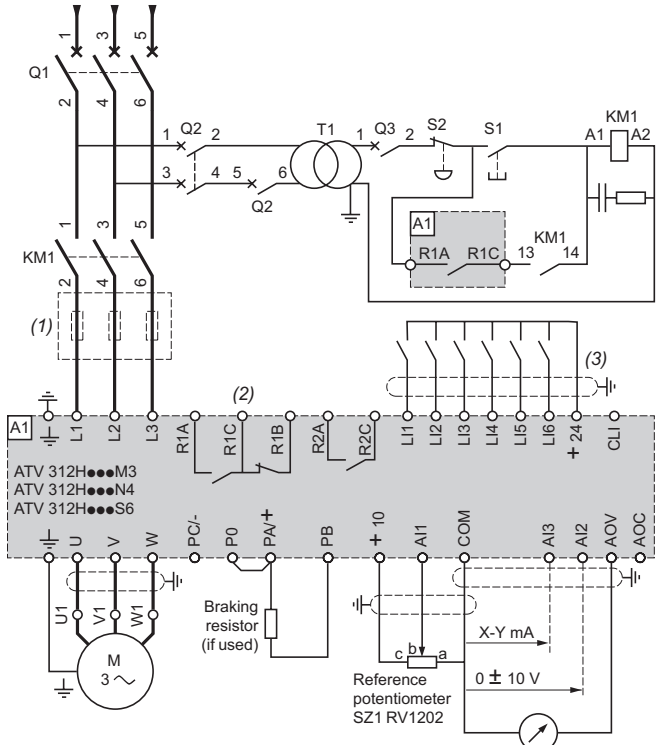 1 3 5
Q1
2 4 6
1 Q2 2 T1 1 Q3 2 S2 S1 KM1
A1 A2
3 4 5 6
Q2
1 3 5
KM1
2 4 6
A1
R1A R1C 13 KM1 14
(1)
(2)
(3)
A1 L1 L2 L3 R1A R1C R1B R2A R2C LI1 LI2 LI3 LI4 LI5 LI6 + 24 CLI
ATV 312H●●●M3
ATV 312H●●●N4
ATV 312H●●●S6
U V W PC/- P0 PA/+ PB + 10 AI1 COM AI3 AI2 AOV AOC
U1 V1 W1
M
3 ~
Braking
resistor
(if used)
c b a
Reference
potentiometer
SZ1 RV1202
X-Y mA
0 ± 10 V